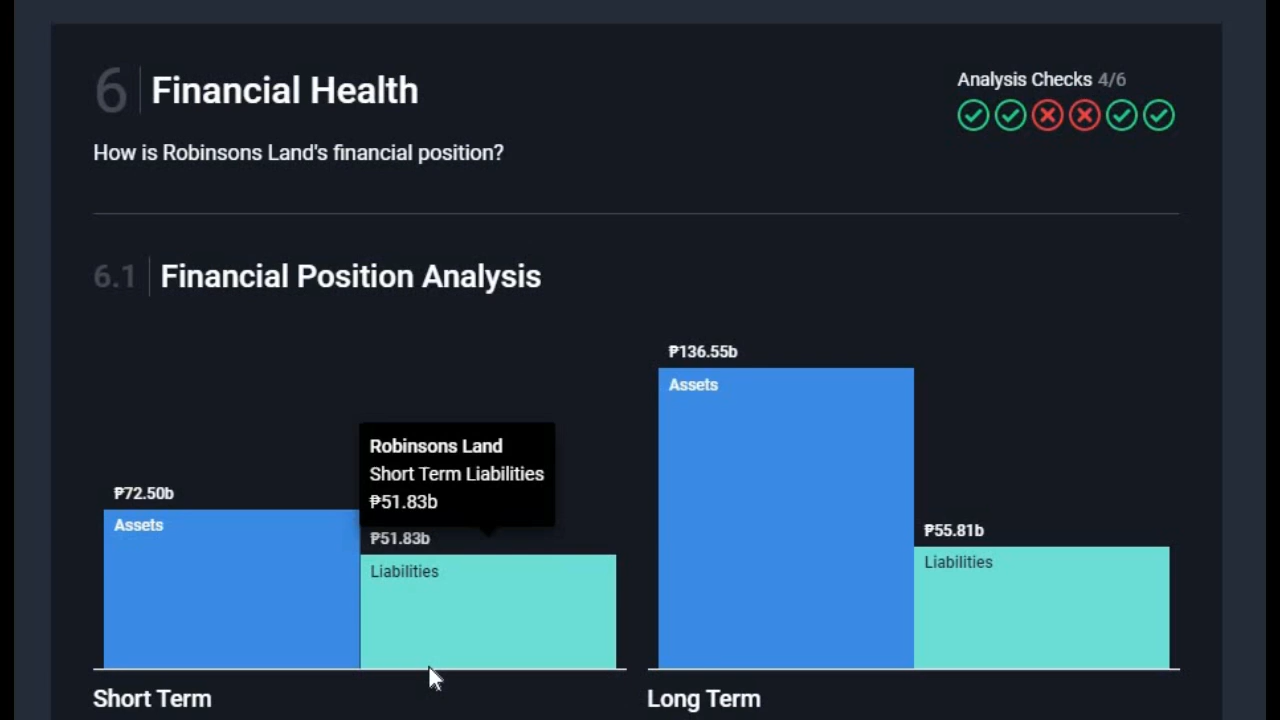 6 Financial Health
Analysis Checks 4/6
How is Robinsons Land's financial position?
6.1 Financial Position Analysis
₱136.55b
Assets
Robinsons Land
Short Term Liabilities
₱51.83b
₱72.50b
Assets
₱51.83b
Liabilities
₱55.81b
Liabilities
Short Term
Long Term